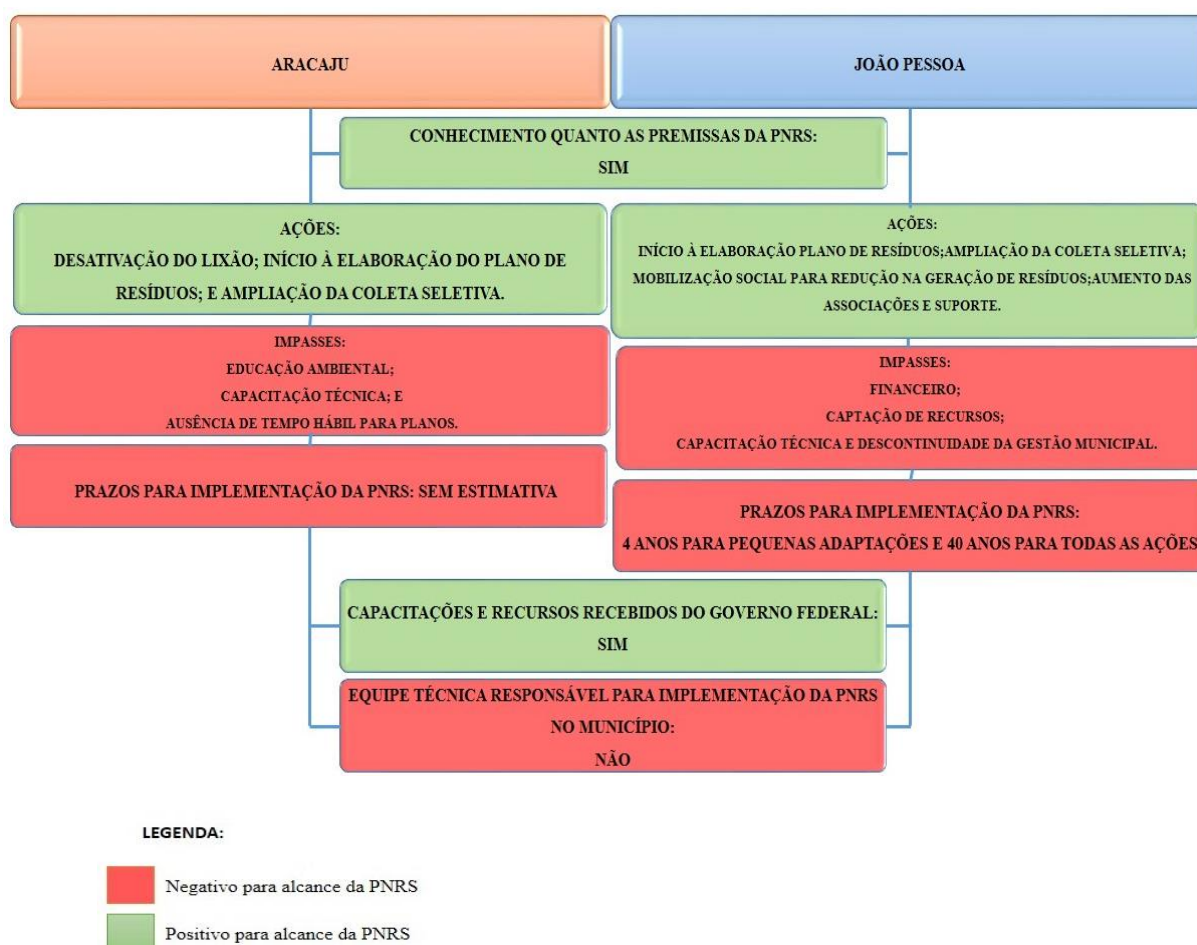 ARACAJU
JOÃO PESSOA
CONHECIMENTO QUANTO AS PREMISSAS DA PNRS:
SIM
AÇÕES:
DESATIVAÇÃO DO LIXÃO; INÍCIO À ELABORAÇÃO DO PLANO DE
RESÍDUOS; E AMPLIAÇÃO DA COLETA SELETIVA.
AÇÕES:
INÍCIO À ELABORAÇÃO PLANO DE RESÍDUOS;AMPLIAÇÃO DA COLETA SELETIVA;
MOBILIZAÇÃO SOCIAL PARA REDUÇÃO NA GERAÇÃO DE RESÍDUOS;AUMENTO DAS
ASSOCIAÇÕES E SUPORTE.
IMPASSES:
EDUCAÇÃO AMBIENTAL;
CAPACITAÇÃO TÉCNICA; E
AUSÊNCIA DE TEMPO HÁBIL PARA PLANOS.
IMPASSES:
FINANCEIRO;
CAPTAÇÃO DE RECURSOS;
CAPACITAÇÃO TÉCNICA E DESCONTINUIDADE DA GESTÃO MUNICIPAL.
PRAZOS PARA IMPLEMENTAÇÃO DA PNRS: SEM ESTIMATIVA
PRAZOS PARA IMPLEMENTAÇÃO DA PNRS:
4 ANOS PARA PEQUENAS ADAPTAÇÕES E 40 ANOS PARA TODAS AS AÇÕES
CAPACITAÇÕES E RECURSOS RECEBIDOS DO GOVERNO FEDERAL:
SIM
EQUIPE TÉCNICA RESPONSÁVEL PARA IMPLEMENTAÇÃO DA PNRS
NO MUNICÍPIO:
NÃO
LEGENDA:
Negativo para alcance da PNRS
Positivo para alcance da PNRS